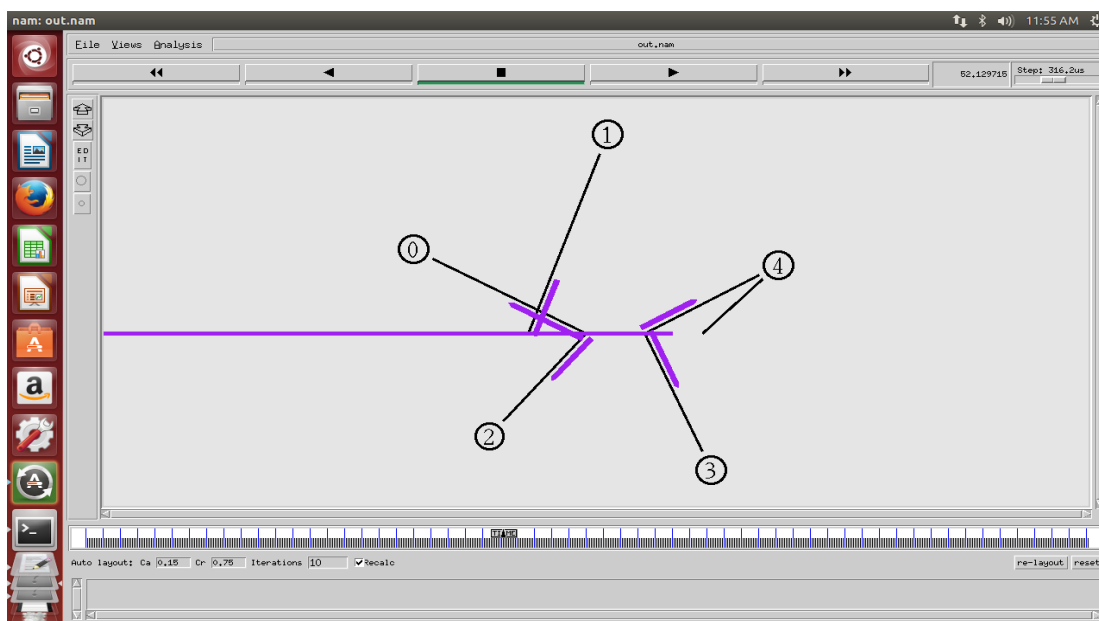 nam: out.nam
11:55 AM
File Views Analysis
out.nam
52.129715
Step: 316.2us
1
ED
IT
0
4
2
3
TIME
Auto layout: Ca 0.15 Cr 0.75 Iterations 10 Recalc
re-layout reset